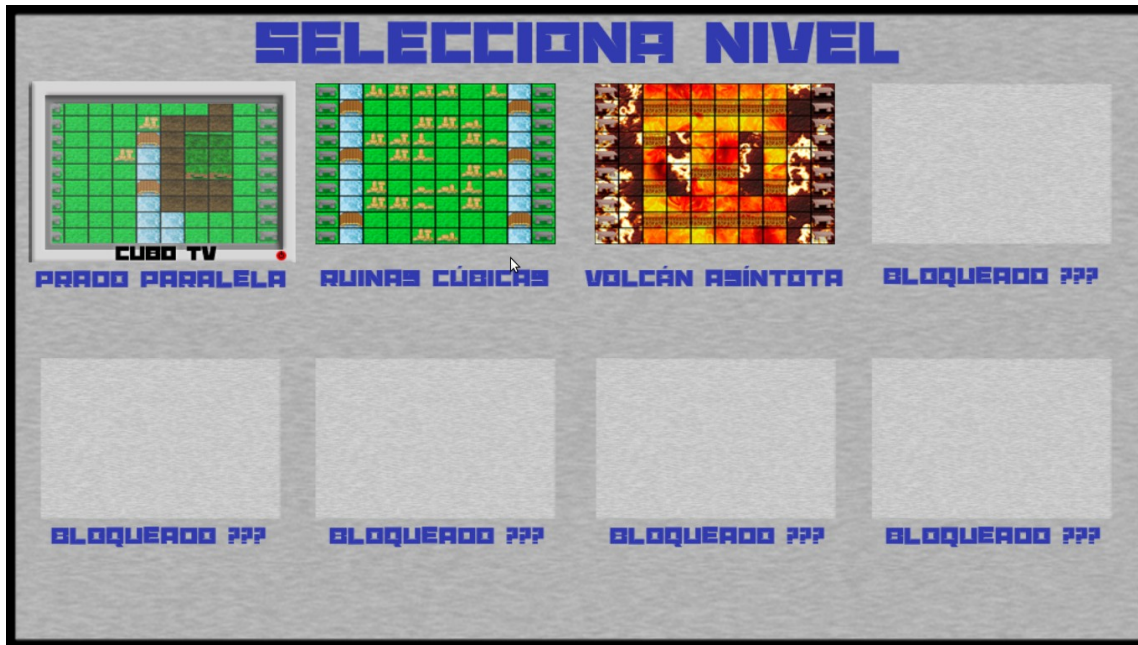 SELECCIONA NIVEL
CUBO TV
PRADO PARALELA
RUINAS CÚBICAS
VOLCÁN ASÍNTOTA
BLOQUEADO ???
BLOQUEADO ???
BLOQUEADO ???
BLOQUEADO ???
BLOQUEADO ???